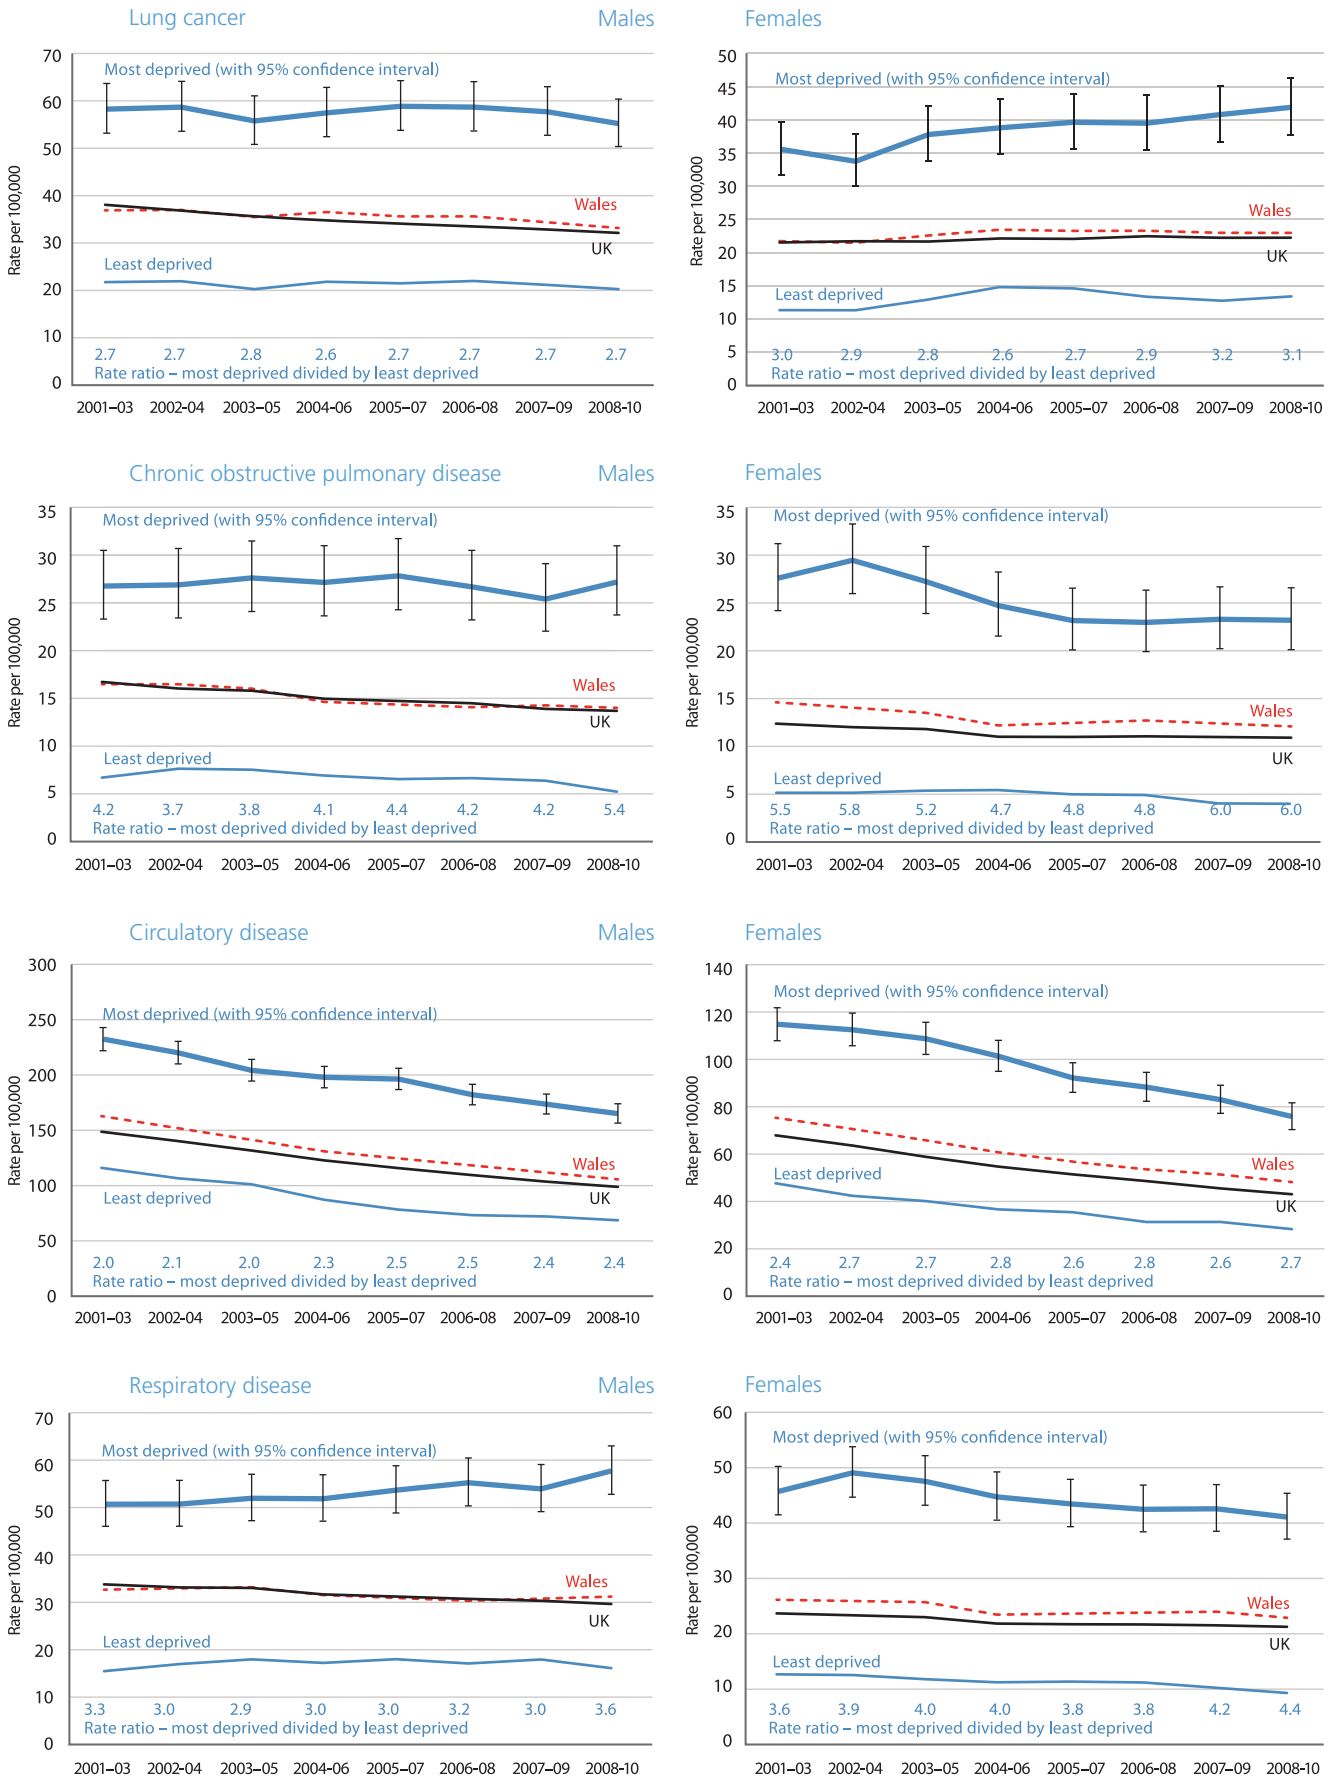 Lung cancer Males Females
70
60
50
40
30
20
10
0
Rate per 100,000
Most deprived (with 95% confidence interval)
Wales
UK
Least deprived
2.7 2.7 2.8 2.6 2.7 2.7 2.7 2.7
Rate ratio – most deprived divided by least deprived
2001–03 2002-04 2003–05 2004-06 2005–07 2006-08 2007–09 2008-10
50
45
40
35
30
25
20
15
10
5
0
Rate per 100,000
Most deprived (with 95% confidence interval)
Wales
UK
Least deprived
3.0 2.9 2.8 2.6 2.7 2.9 3.2 3.1
Rate ratio – most deprived divided by least deprived
2001–03 2002-04 2003–05 2004-06 2005–07 2006-08 2007–09 2008-10
Chronic obstructive pulmonary disease Males Females
35
30
25
20
15
10
5
0
Rate per 100,000
Most deprived (with 95% confidence interval)
Wales
UK
Least deprived
4.2 3.7 3.8 4.1 4.4 4.2 4.2 5.4
Rate ratio – most deprived divided by least deprived
2001–03 2002-04 2003–05 2004-06 2005–07 2006-08 2007–09 2008-10
35
30
25
20
15
10
5
0
Rate per 100,000
Most deprived (with 95% confidence interval)
Wales
UK
Least deprived
5.5 5.8 5.2 4.7 4.8 4.8 6.0 6.0
Rate ratio – most deprived divided by least deprived
2001–03 2002-04 2003–05 2004-06 2005–07 2006-08 2007–09 2008-10
Circulatory disease Males Females
300
250
200
150
100
50
0
Rate per 100,000
Most deprived (with 95% confidence interval)
Wales
UK
Least deprived
2.0 2.1 2.0 2.3 2.5 2.5 2.4 2.4
Rate ratio – most deprived divided by least deprived
2001–03 2002-04 2003–05 2004-06 2005–07 2006-08 2007–09 2008-10
140
120
100
80
60
40
20
0
Rate per 100,000
Most deprived (with 95% confidence interval)
Wales
UK
Least deprived
2.4 2.7 2.7 2.8 2.6 2.8 2.6 2.7
Rate ratio – most deprived divided by least deprived
2001–03 2002-04 2003–05 2004-06 2005–07 2006-08 2007–09 2008-10
Respiratory disease Males Females
70
60
50
40
30
20
10
0
Rate per 100,000
Most deprived (with 95% confidence interval)
Wales
UK
Least deprived
3.3 3.0 2.9 3.0 3.0 3.2 3.0 3.6
Rate ratio – most deprived divided by least deprived
2001–03 2002-04 2003–05 2004-06 2005–07 2006-08 2007–09 2008-10
60
50
40
30
20
10
0
Rate per 100,000
Most deprived (with 95% confidence interval)
Wales
UK
Least deprived
3.6 3.9 4.0 4.0 3.8 3.8 4.2 4.4
Rate ratio – most deprived divided by least deprived
2001–03 2002-04 2003–05 2004-06 2005–07 2006-08 2007–09 2008-10